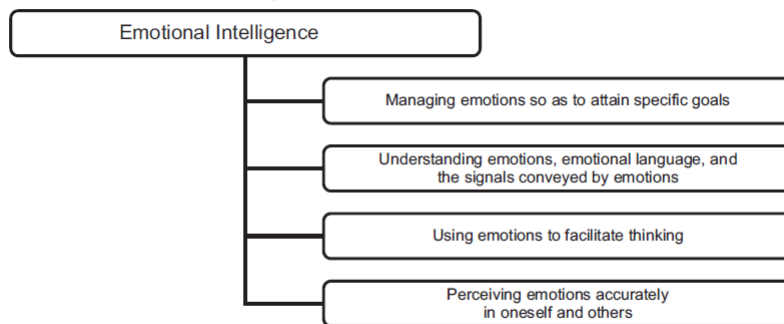 Emotional Intelligence
Managing emotions so as to attain specific goals
Understanding emotions, emotional language, and
the signals conveyed by emotions
Using emotions to facilitate thinking
Perceiving emotions accurately
in oneself and others